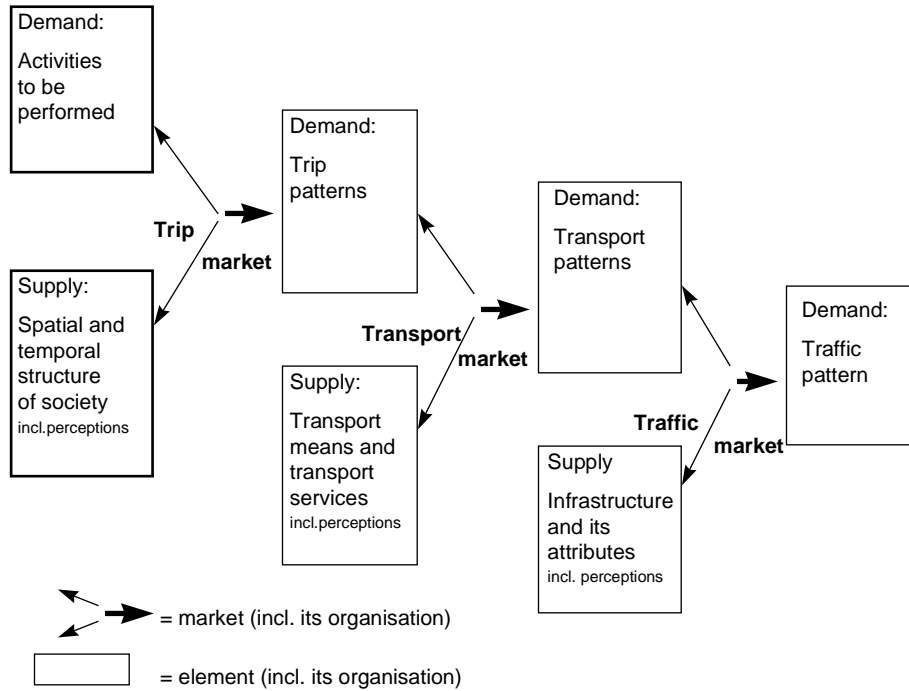 Demand:
Activities
to be
performed
Demand:
Trip
patterns
Trip
market
Supply:
Spatial and
temporal
structure
of society
incl.perceptions
Demand:
Transport
patterns
Transport
market
Supply:
Transport
means and
transport
services
incl.perceptions
Demand:
Traffic
pattern
Traffic
market
Supply
Infrastructure
and its
attributes
incl. perceptions
= market (incl. its organisation)
= element (incl. its organisation)